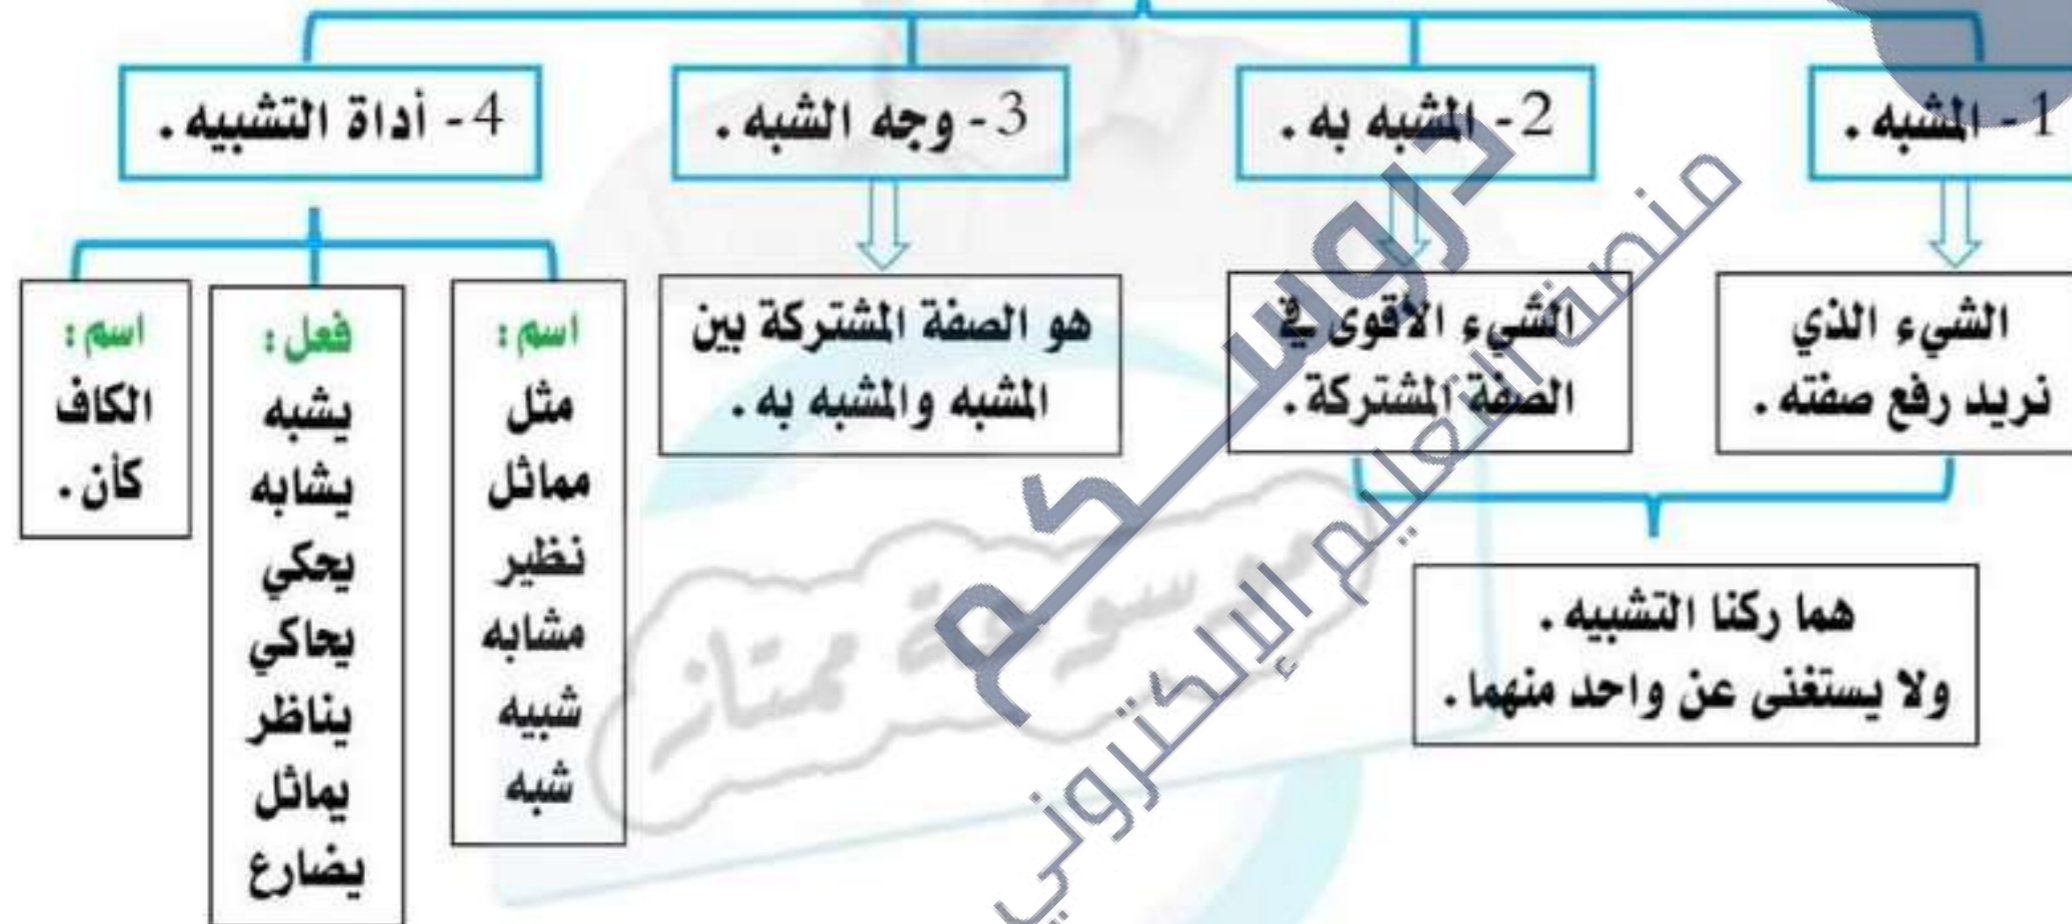 1- المشبه .
2- المشبه به .
3- وجه الشبه .
4- أداة التشبيه .
الشيء الذي
نريد رفع صفته .
الشيء الأقوى في
الصفة المشتركة .
هو الصفة المشتركة بين
المشبه والمشبه به .
هما ركنا التشبيه .
ولا يستغنى عن واحد منهما .
اسم :
مثل
مماثل
نظير
مشابه
شبيه
شبه
فعل :
يشبه
يشابه
يحكي
يحاكي
يناظر
يماثل
يضارع
اسم :
الكاف
كأن .
دروسكم
منصة التعليم الإلكتروني
موسوعة ممتاز